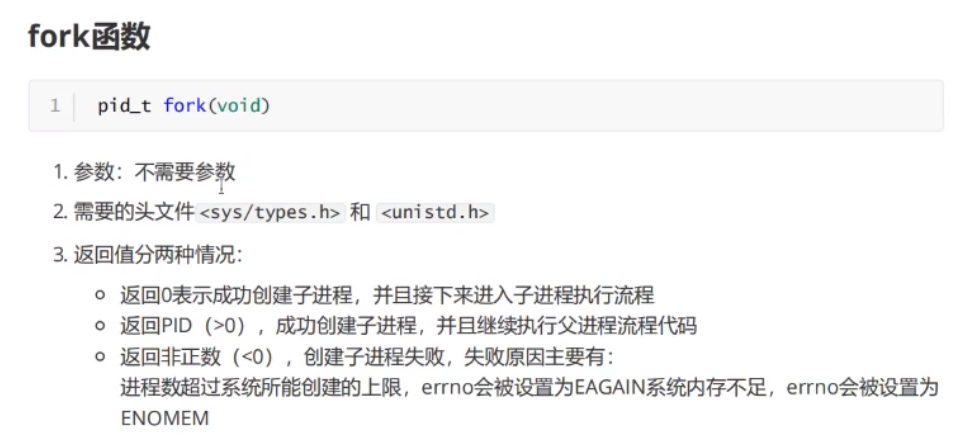 fork函数
1 pid_t fork(void)
1. 参数：不需要参数
2. 需要的头文件<sys/types.h> 和 <unistd.h>
3. 返回值分两种情况：
返回0表示成功创建子进程，并且接下来进入子进程执行流程
返回PID（>0），成功创建子进程，并且继续执行父进程流程代码
返回非正数（<0），创建子进程失败，失败原因主要有：
进程数超过系统所能创建的上限，errno会被设置为EAGAIN系统内存不足，errno会被设置为
ENOMEM